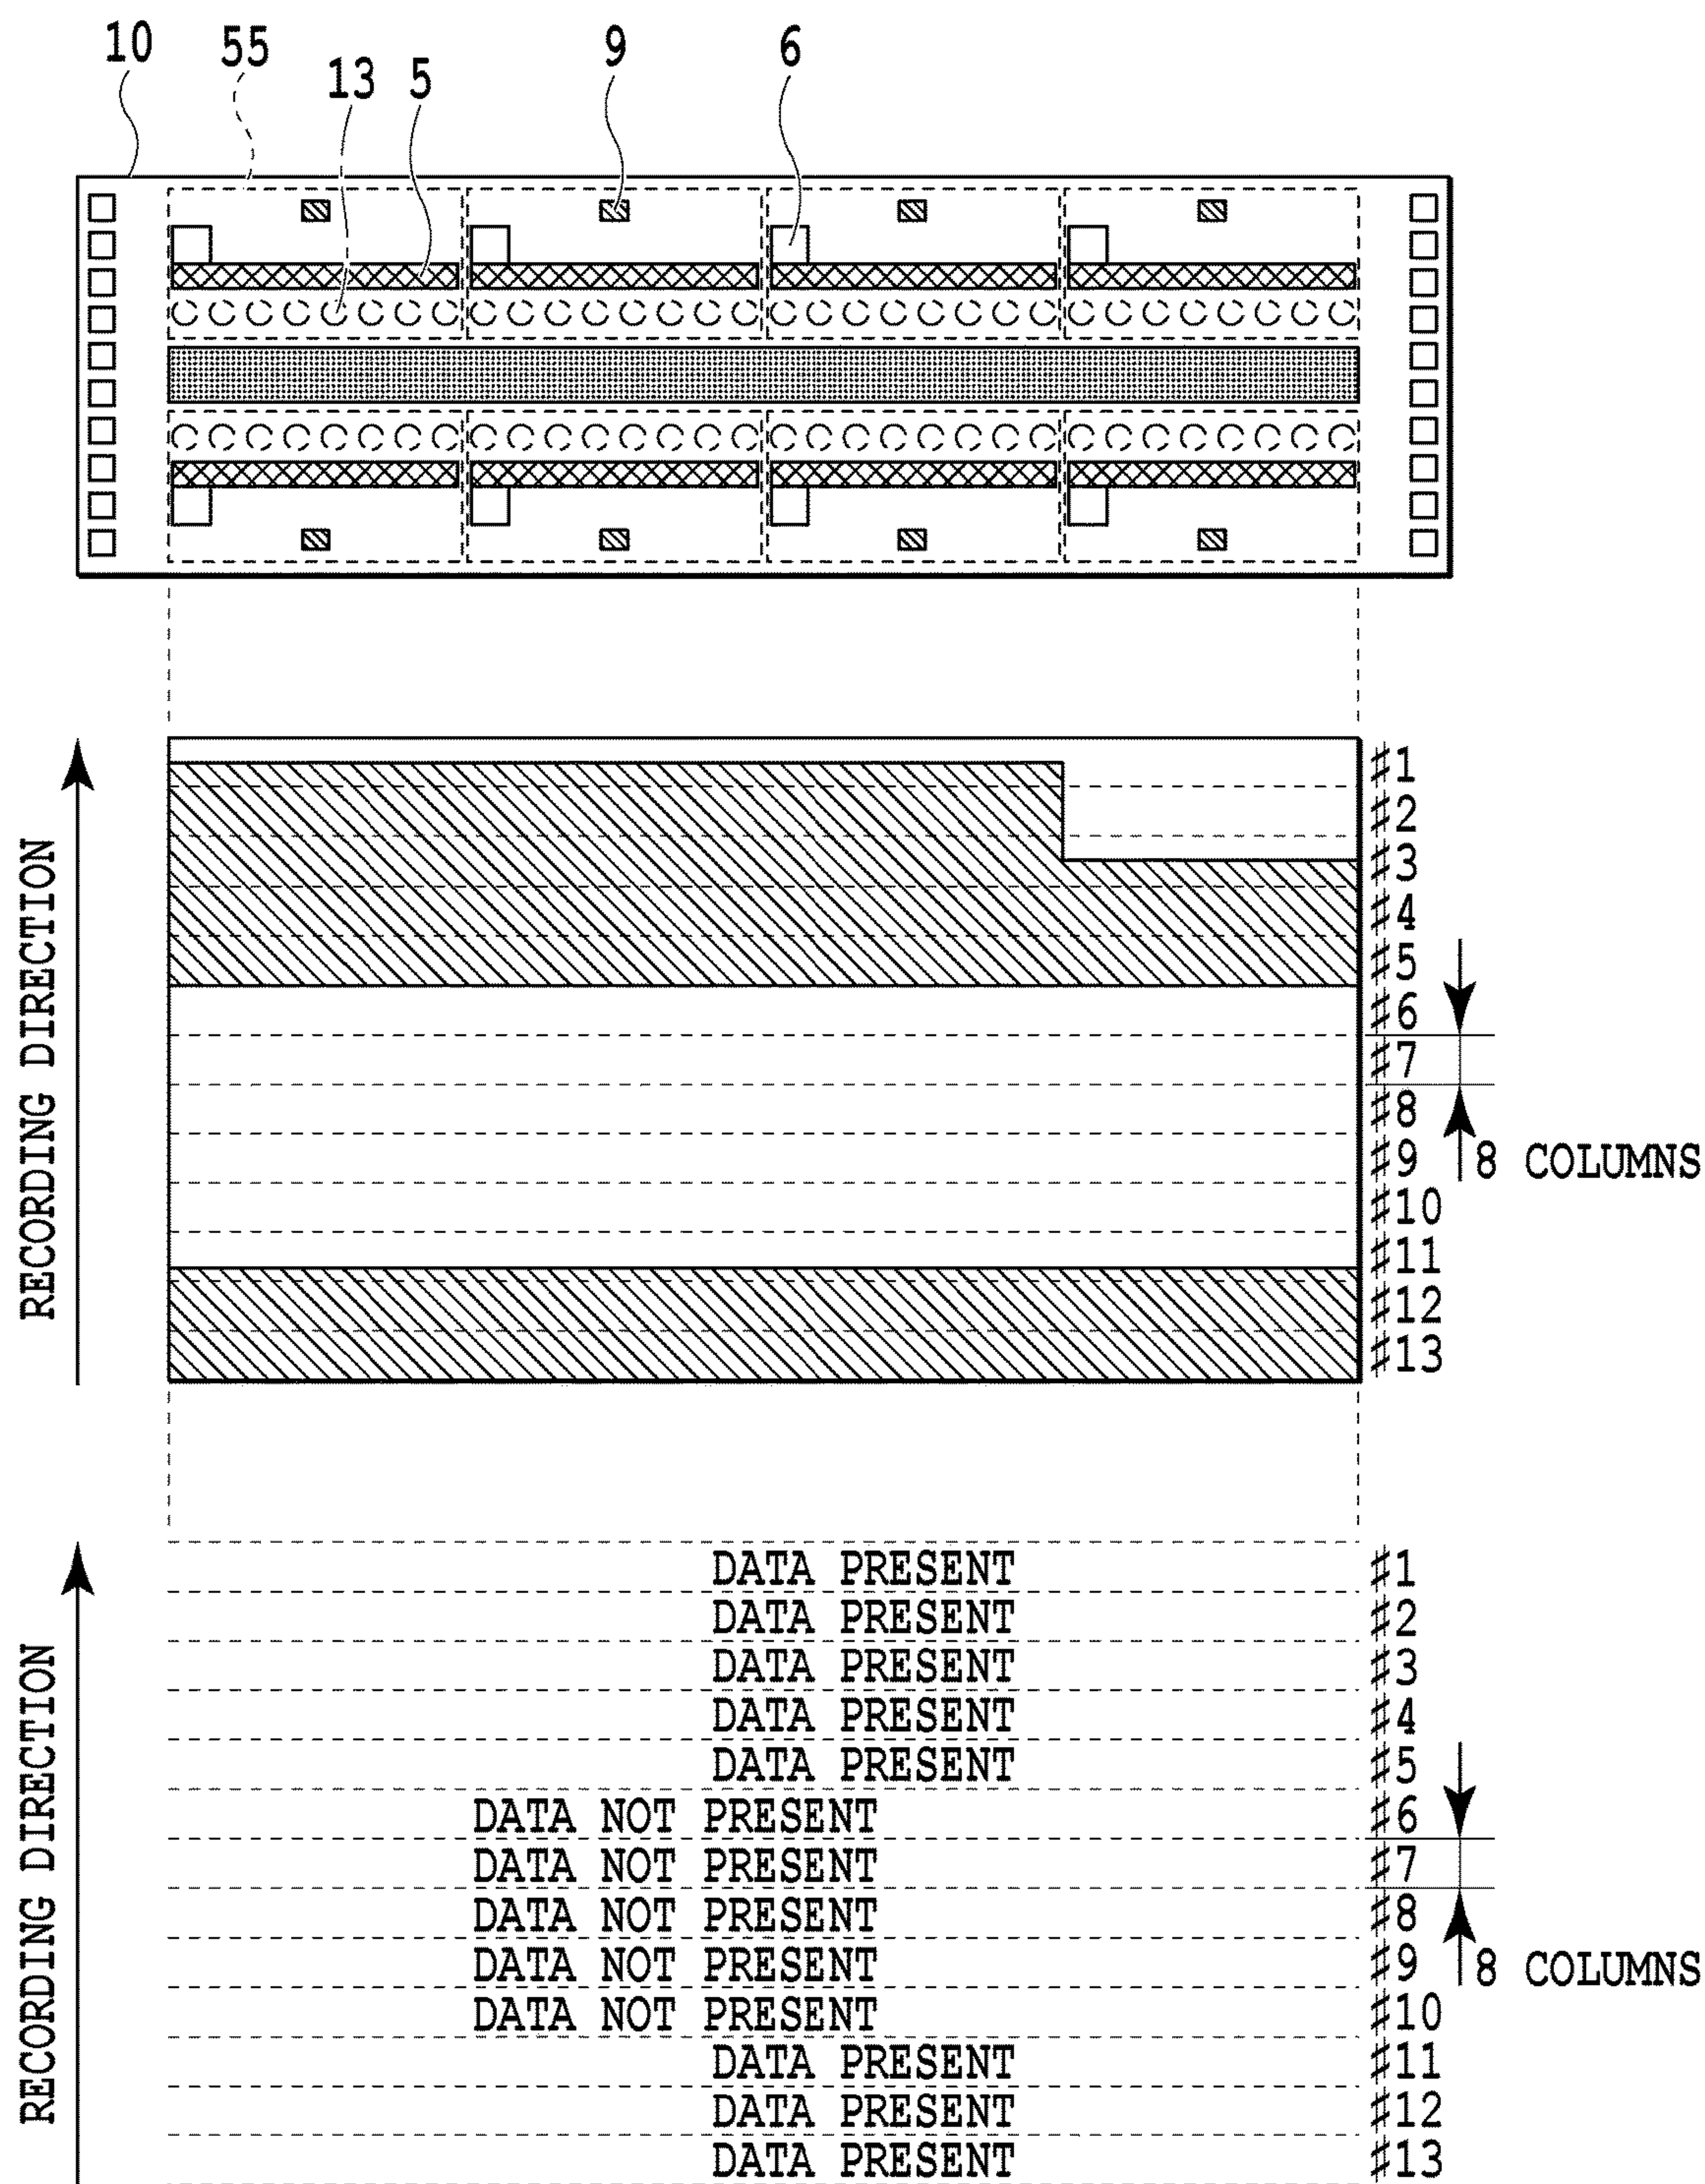 10 55 13 5 9 6
RECORDING DIRECTION
#1
#2
#3
#4
#5
#6
#7
#8
#9
#10
#11
#12
#13
8 COLUMNS
RECORDING DIRECTION
DATA PRESENT #1
DATA PRESENT #2
DATA PRESENT #3
DATA PRESENT #4
DATA PRESENT #5
DATA NOT PRESENT #6
DATA NOT PRESENT #7
DATA NOT PRESENT #8
DATA NOT PRESENT #9
DATA NOT PRESENT #10
DATA PRESENT #11
DATA PRESENT #12
DATA PRESENT #13
8 COLUMNS